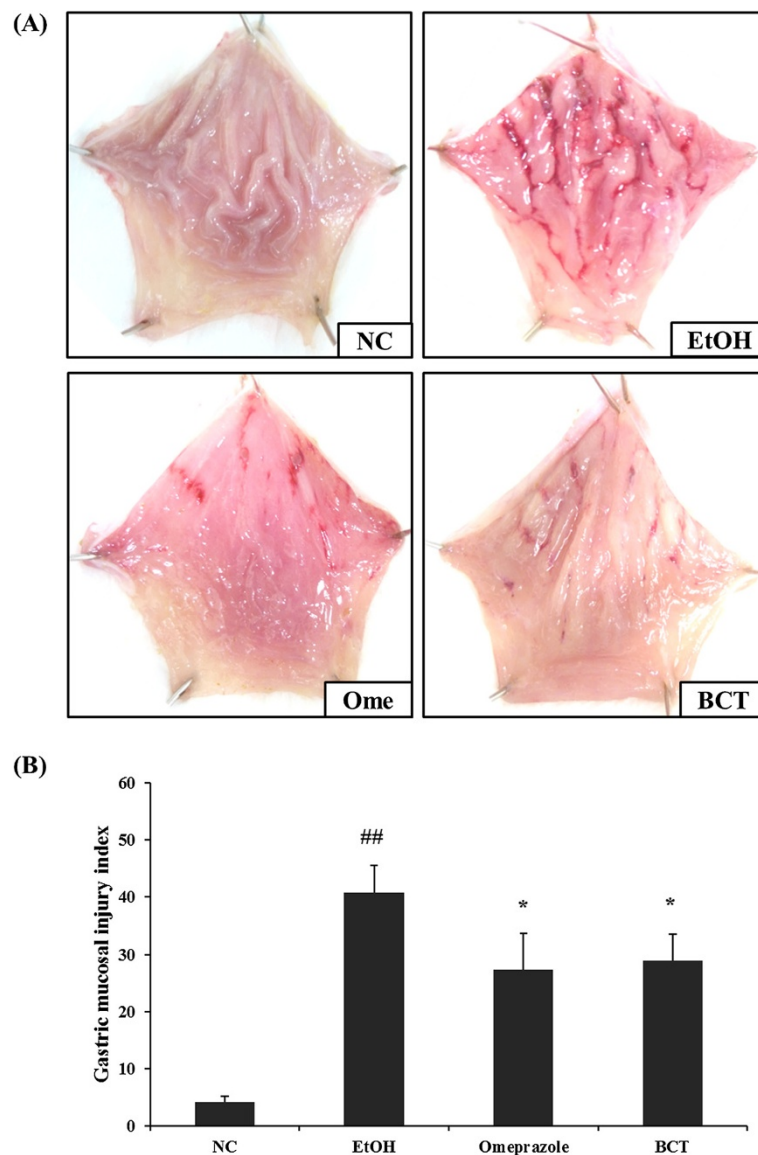 (A)
NC
EtOH
Ome
BCT
(B)
Gastric mucosal injury index
60
50
40
30
20
10
0
##
*
*
NC
EtOH
Omeprazole
BCT